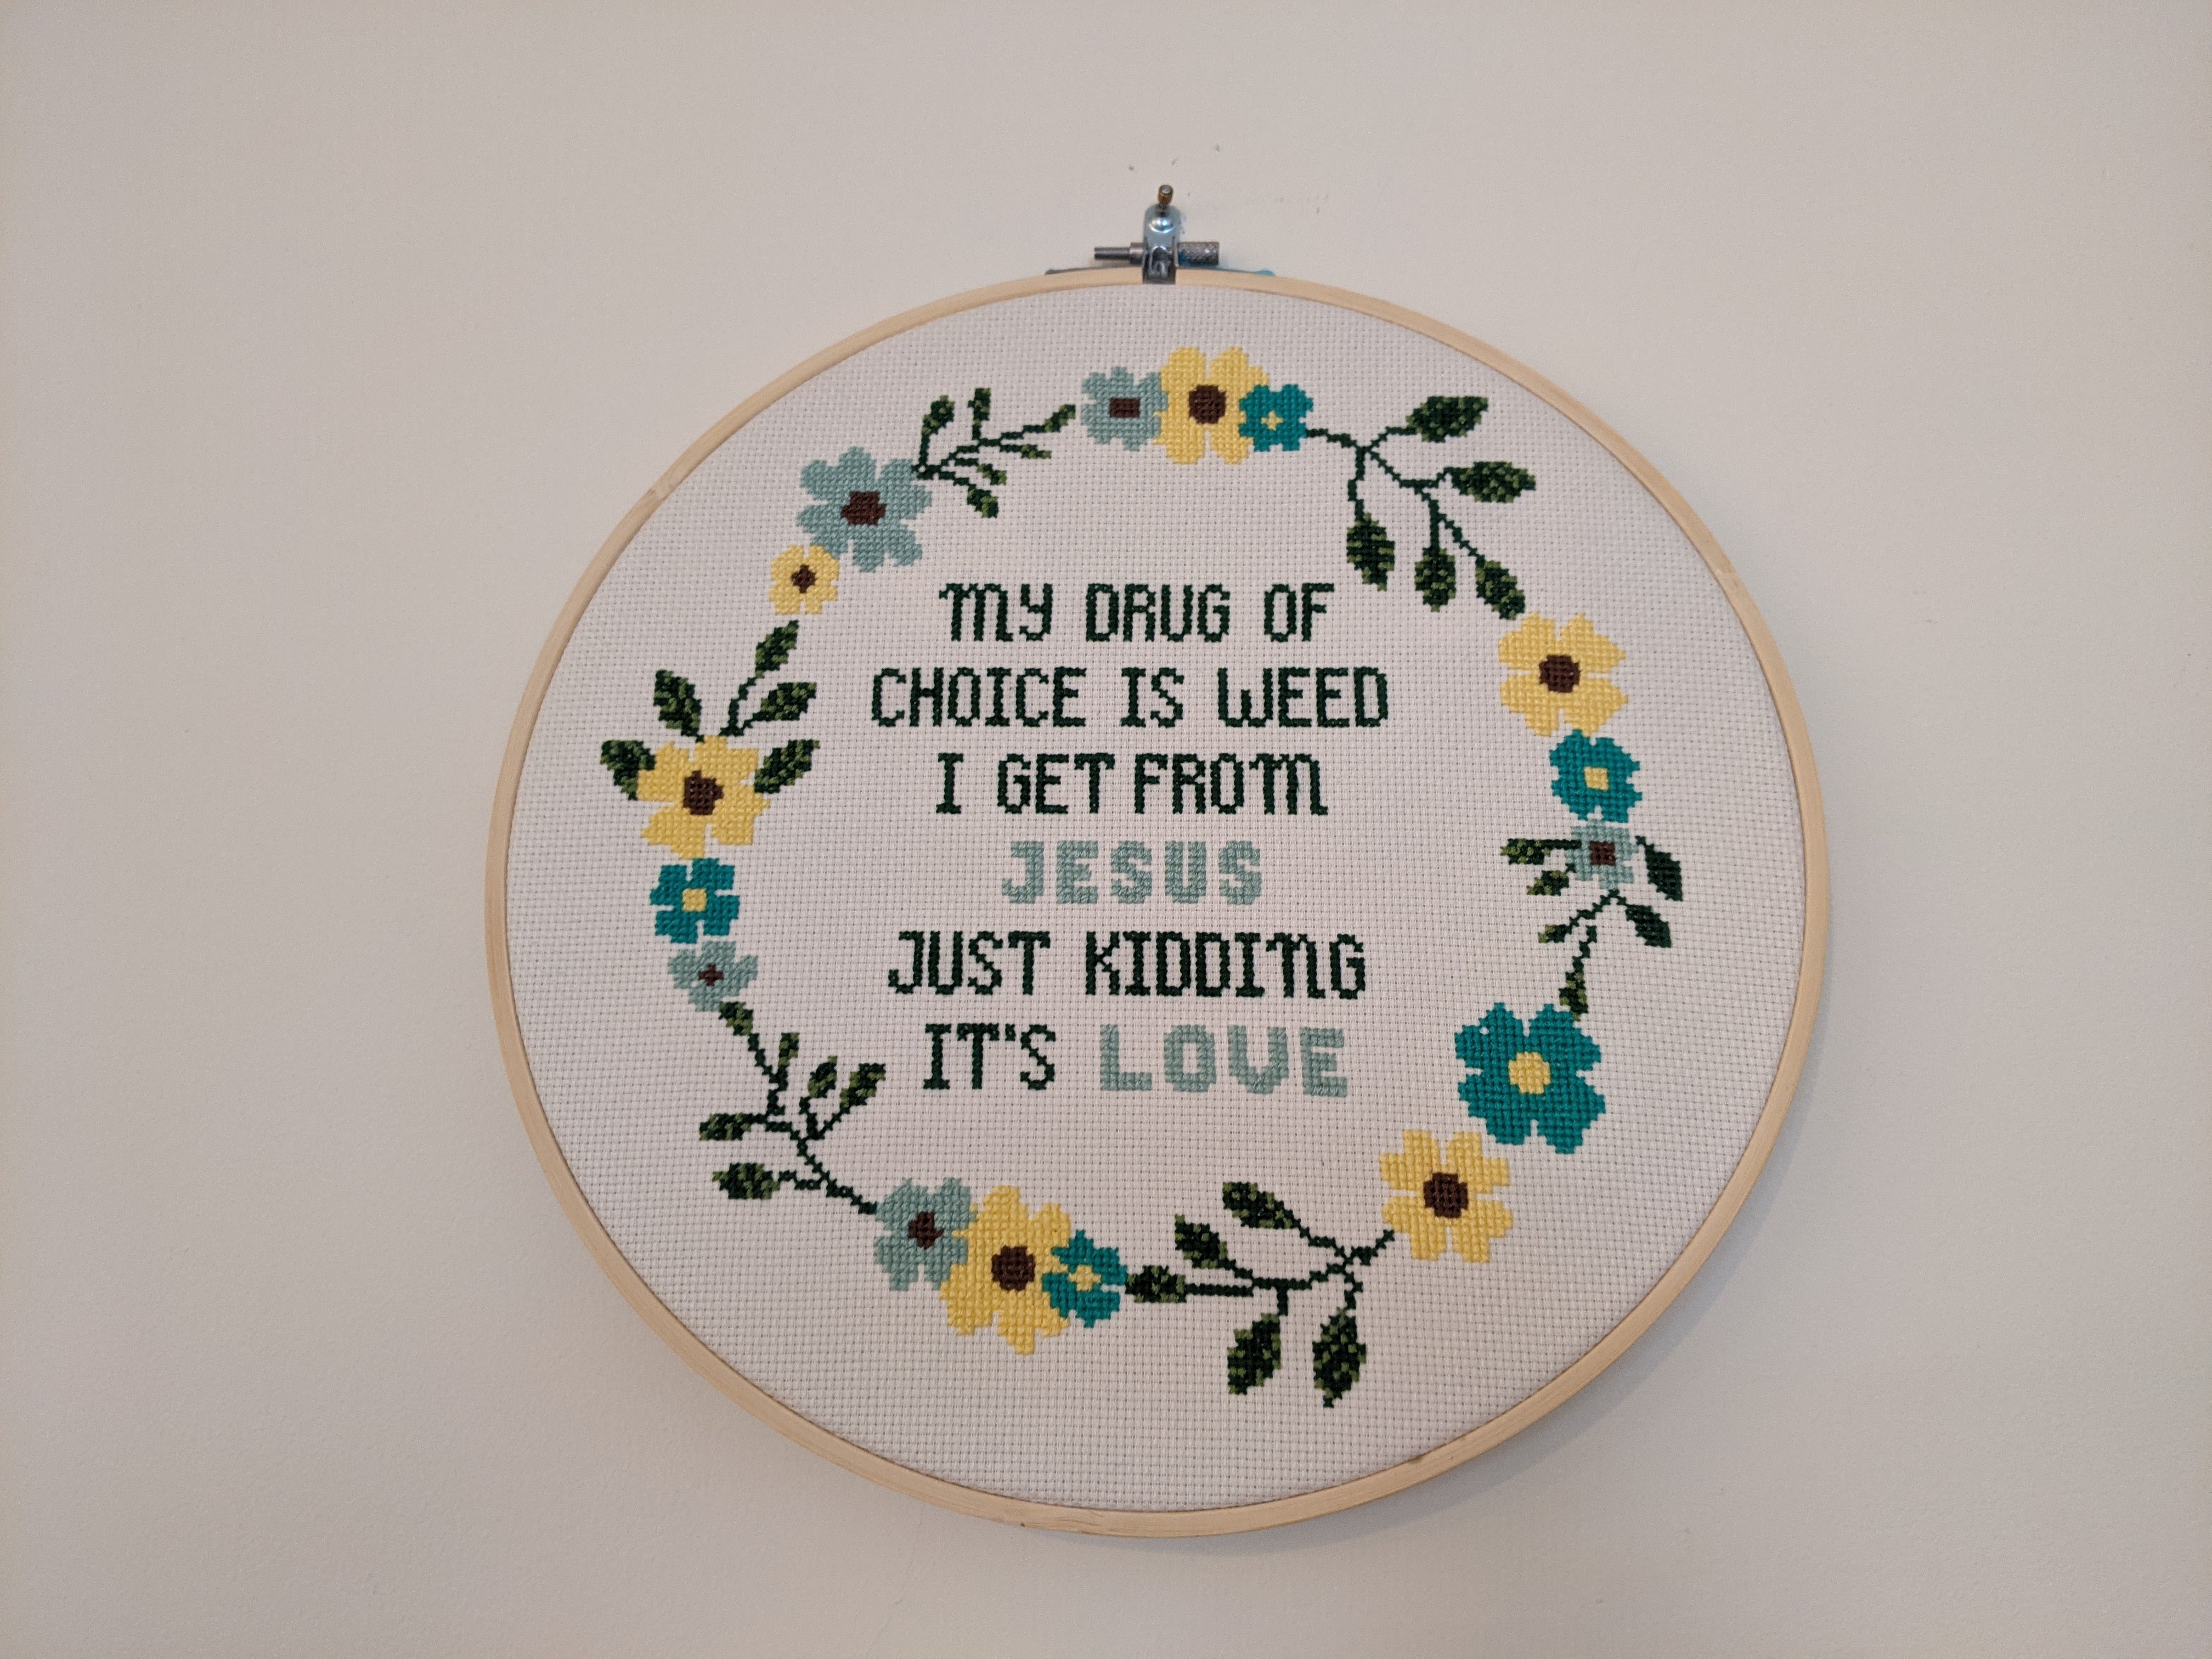 MY DRUG OF
CHOICE IS WEED
I GET FROM
JESUS
JUST KIDDING
IT'S LOVE